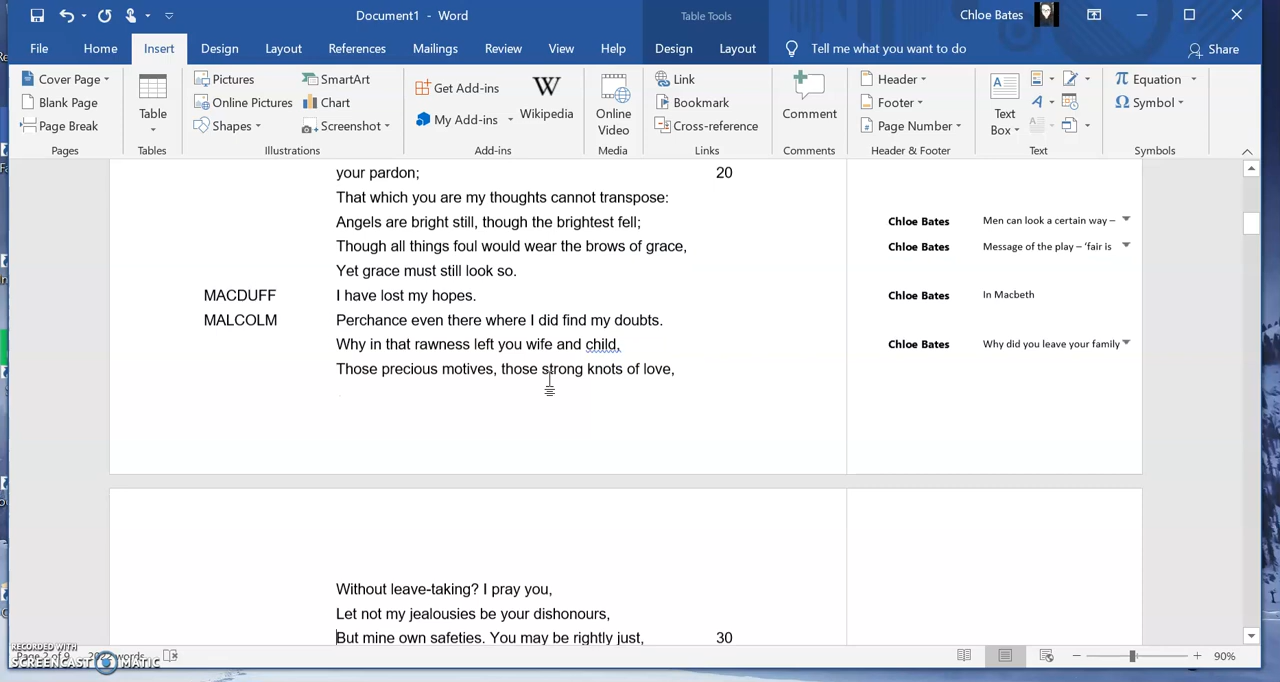 Document1 - Word
Table Tools
Chloe Bates
File Home Insert Design Layout References Mailings Review View Help Design Layout Tell me what you want to do Share
Cover Page
Blank Page
Page Break
Pages
Table
Tables
Pictures
Online Pictures
Shapes
SmartArt
Chart
Screenshot
Illustrations
Get Add-ins
My Add-ins
W
Wikipedia
Add-ins
Online
Video
Media
Link
Bookmark
Cross-reference
Links
Comment
Comments
Header
Footer
Page Number
Header & Footer
Text
Box
Text
Equation
Symbol
Symbols
your pardon; 20
That which you are my thoughts cannot transpose:
Angels are bright still, though the brightest fell;
Though all things foul would wear the brows of grace,
Yet grace must still look so.
MACDUFF I have lost my hopes.
MALCOLM Perchance even there where I did find my doubts.
Why in that rawness left you wife and child,
Those precious motives, those strong knots of love,
Chloe Bates Men can look a certain way –
Chloe Bates Message of the play – ‘fair is
Chloe Bates In Macbeth
Chloe Bates Why did you leave your family
Without leave-taking? I pray you,
Let not my jealousies be your dishonours,
But mine own safeties. You may be rightly just, 30
RECORDED WITH
SCREENCAST MATIC
Page 2 of 9 words
90%